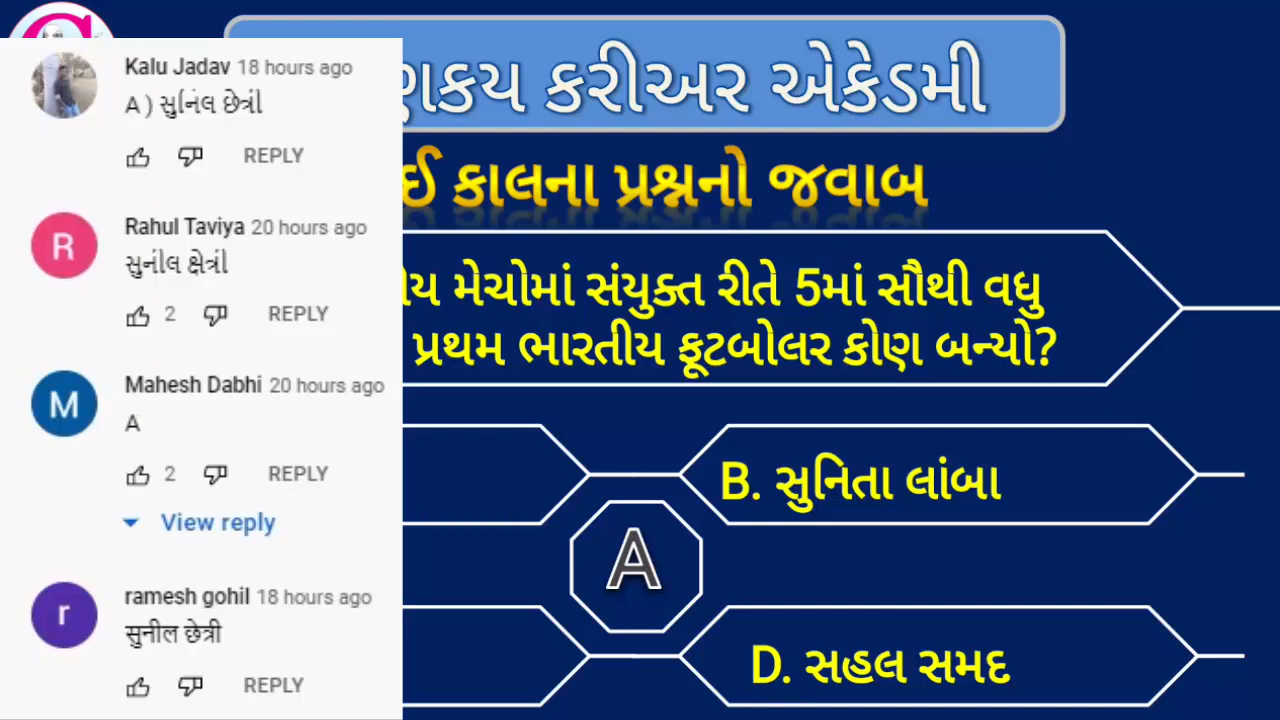 Kalu Jadav 18 hours ago
A ) સુનિલ છેત્રી
REPLY
Rahul Taviya 20 hours ago
સુનીલ ક્ષેત્રી
2 REPLY
Mahesh Dabhi 20 hours ago
A
2 REPLY
View reply
ramesh gohil 18 hours ago
सुनील छेत्री
REPLY
કરીઅર એકેડમી
કાલના પ્રશ્નનો જવાબ
મેચોમાં સંયુક્ત રીતે 5માં સૌથી વધુ
પ્રથમ ભારતીય ફૂટબોલર કોણ બન્યો?
B. સુનિતા લાંબા
A
D. સહલ સમદ